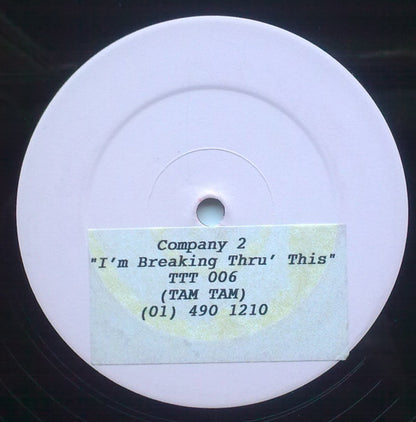 Company 2
"I'm Breaking Thru' This"
TTT 006
(TAM TAM)
(01) 490 1210